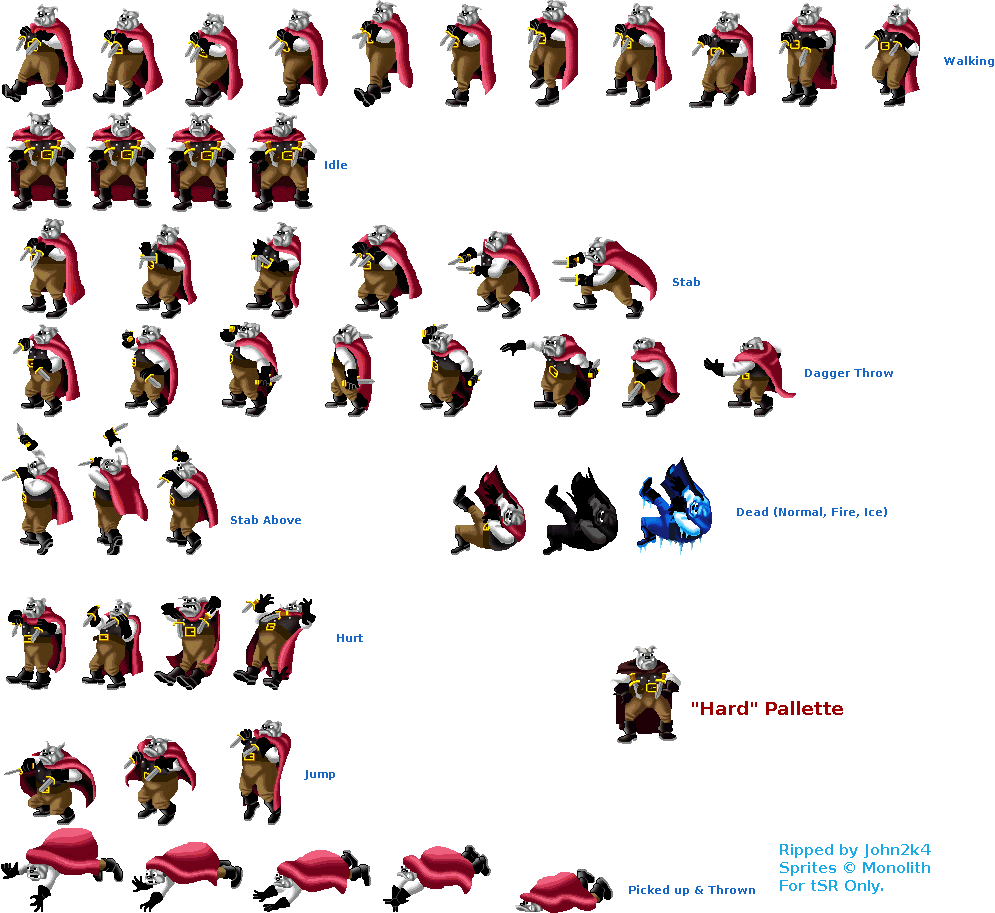 Walking
Idle
Stab
Dagger Throw
Stab Above
Dead (Normal, Fire, Ice)
Hurt
"Hard" Pallette
Jump
Ripped by John2k4
Sprites © Monolith
For tSR Only.
Picked up & Thrown